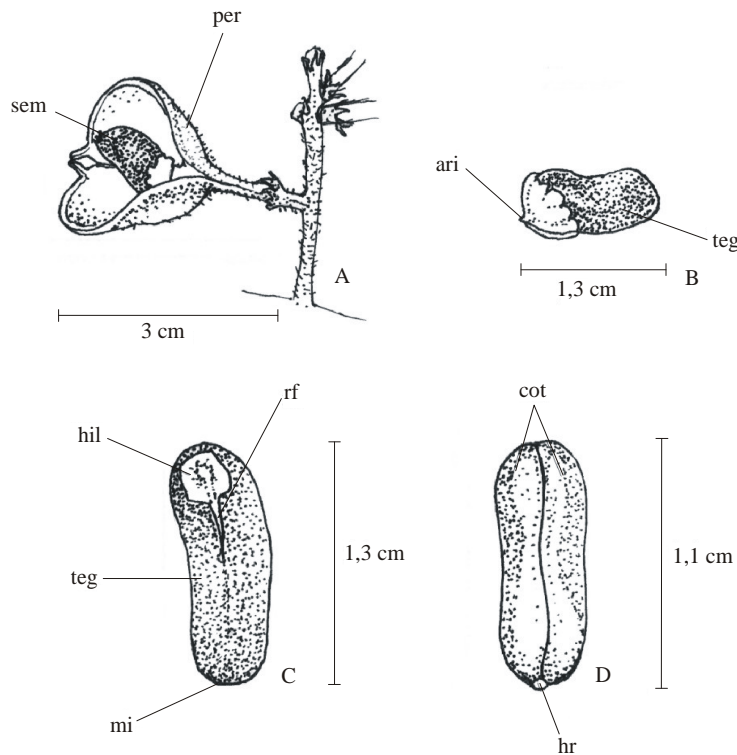 per
sem
A
3 cm
ari
teg
B
1,3 cm
rf
hil
1,3 cm
teg
C
mi
cot
1,1 cm
D
hr